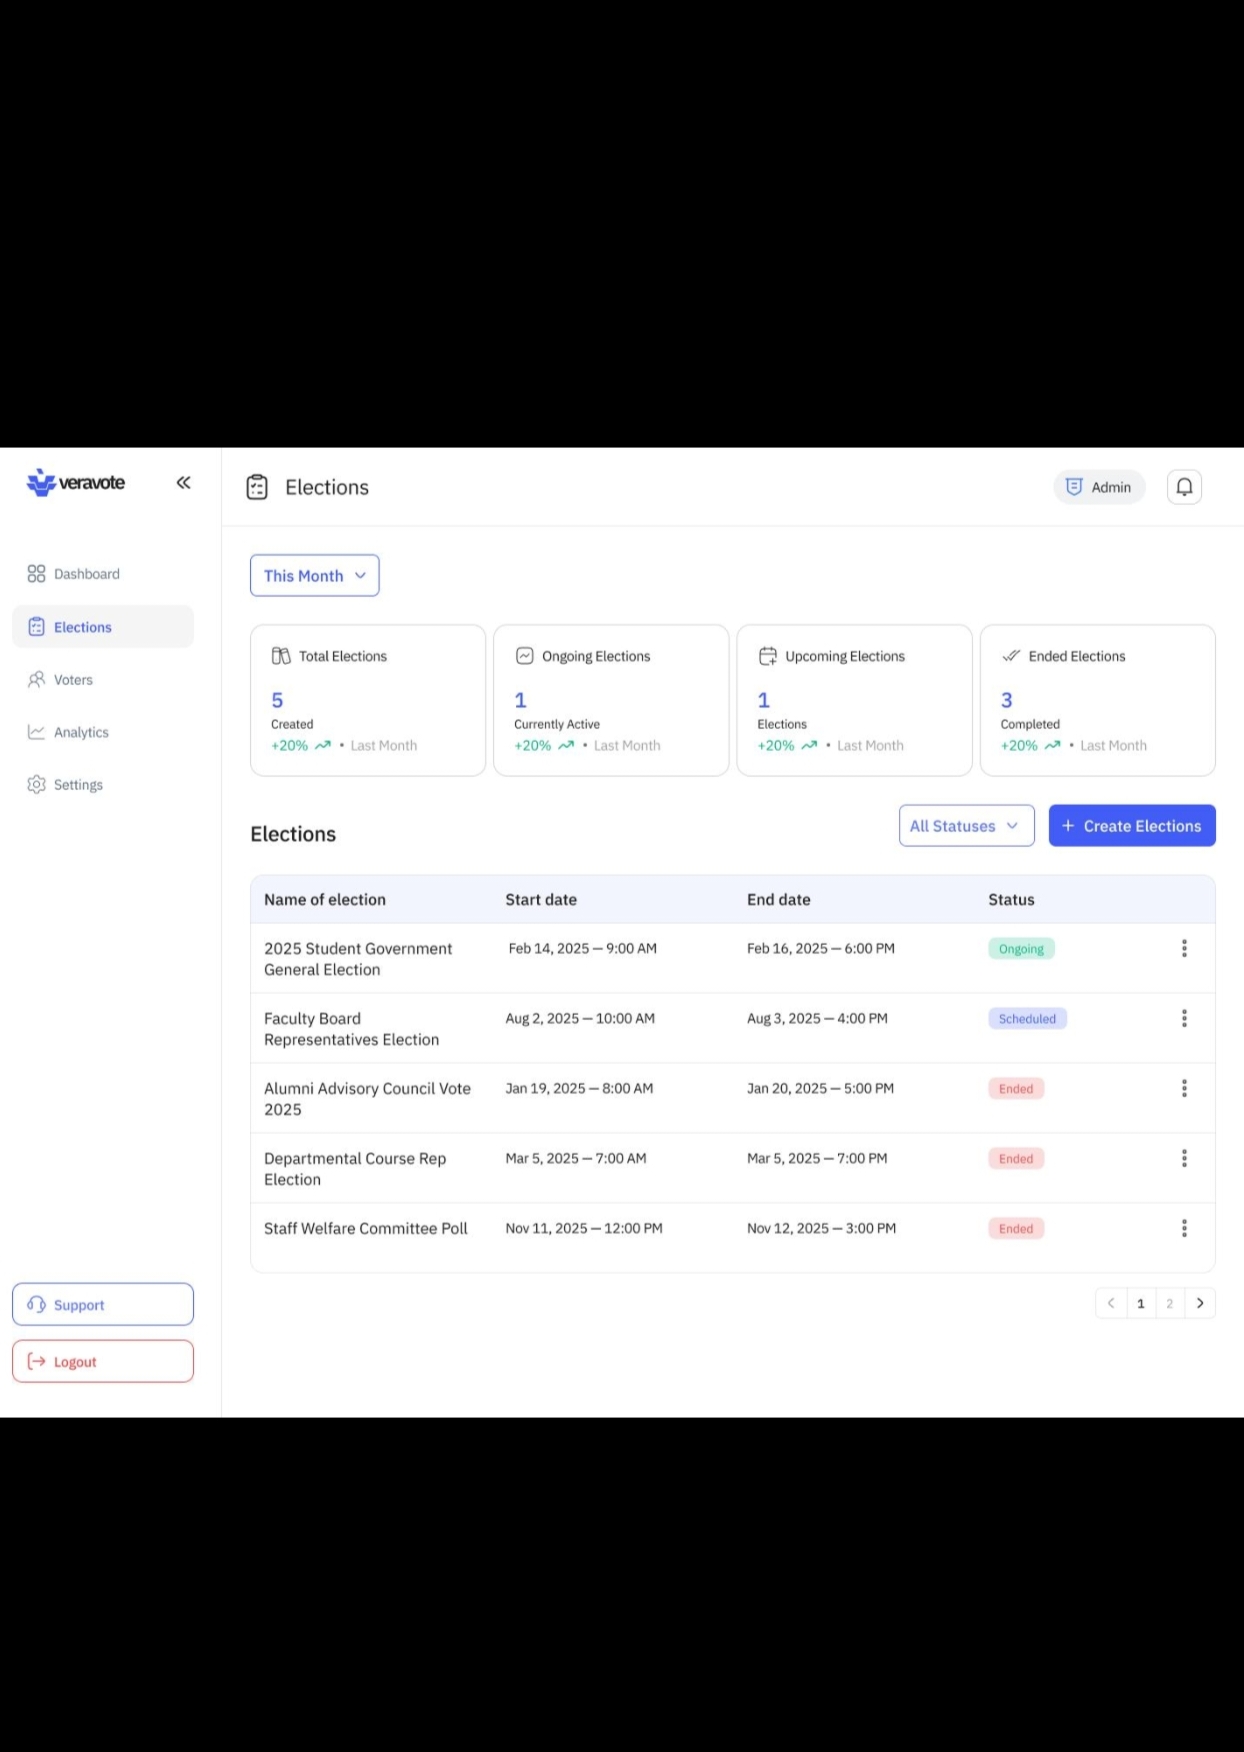 veravote
Elections
Admin
Dashboard
Elections
Voters
Analytics
Settings
Support
Logout
This Month
Total Elections
5
Created
+20% • Last Month
Ongoing Elections
1
Currently Active
+20% • Last Month
Upcoming Elections
1
Elections
+20% • Last Month
Ended Elections
3
Completed
+20% • Last Month
Elections
All Statuses
+ Create Elections
Name of election Start date End date Status
2025 Student Government Feb 14, 2025 — 9:00 AM Feb 16, 2025 — 6:00 PM Ongoing
General Election
Faculty Board Aug 2, 2025 — 10:00 AM Aug 3, 2025 — 4:00 PM Scheduled
Representatives Election
Alumni Advisory Council Vote Jan 19, 2025 — 8:00 AM Jan 20, 2025 — 5:00 PM Ended
2025
Departmental Course Rep Mar 5, 2025 — 7:00 AM Mar 5, 2025 — 7:00 PM Ended
Election
Staff Welfare Committee Poll Nov 11, 2025 — 12:00 PM Nov 12, 2025 — 3:00 PM Ended
1 2